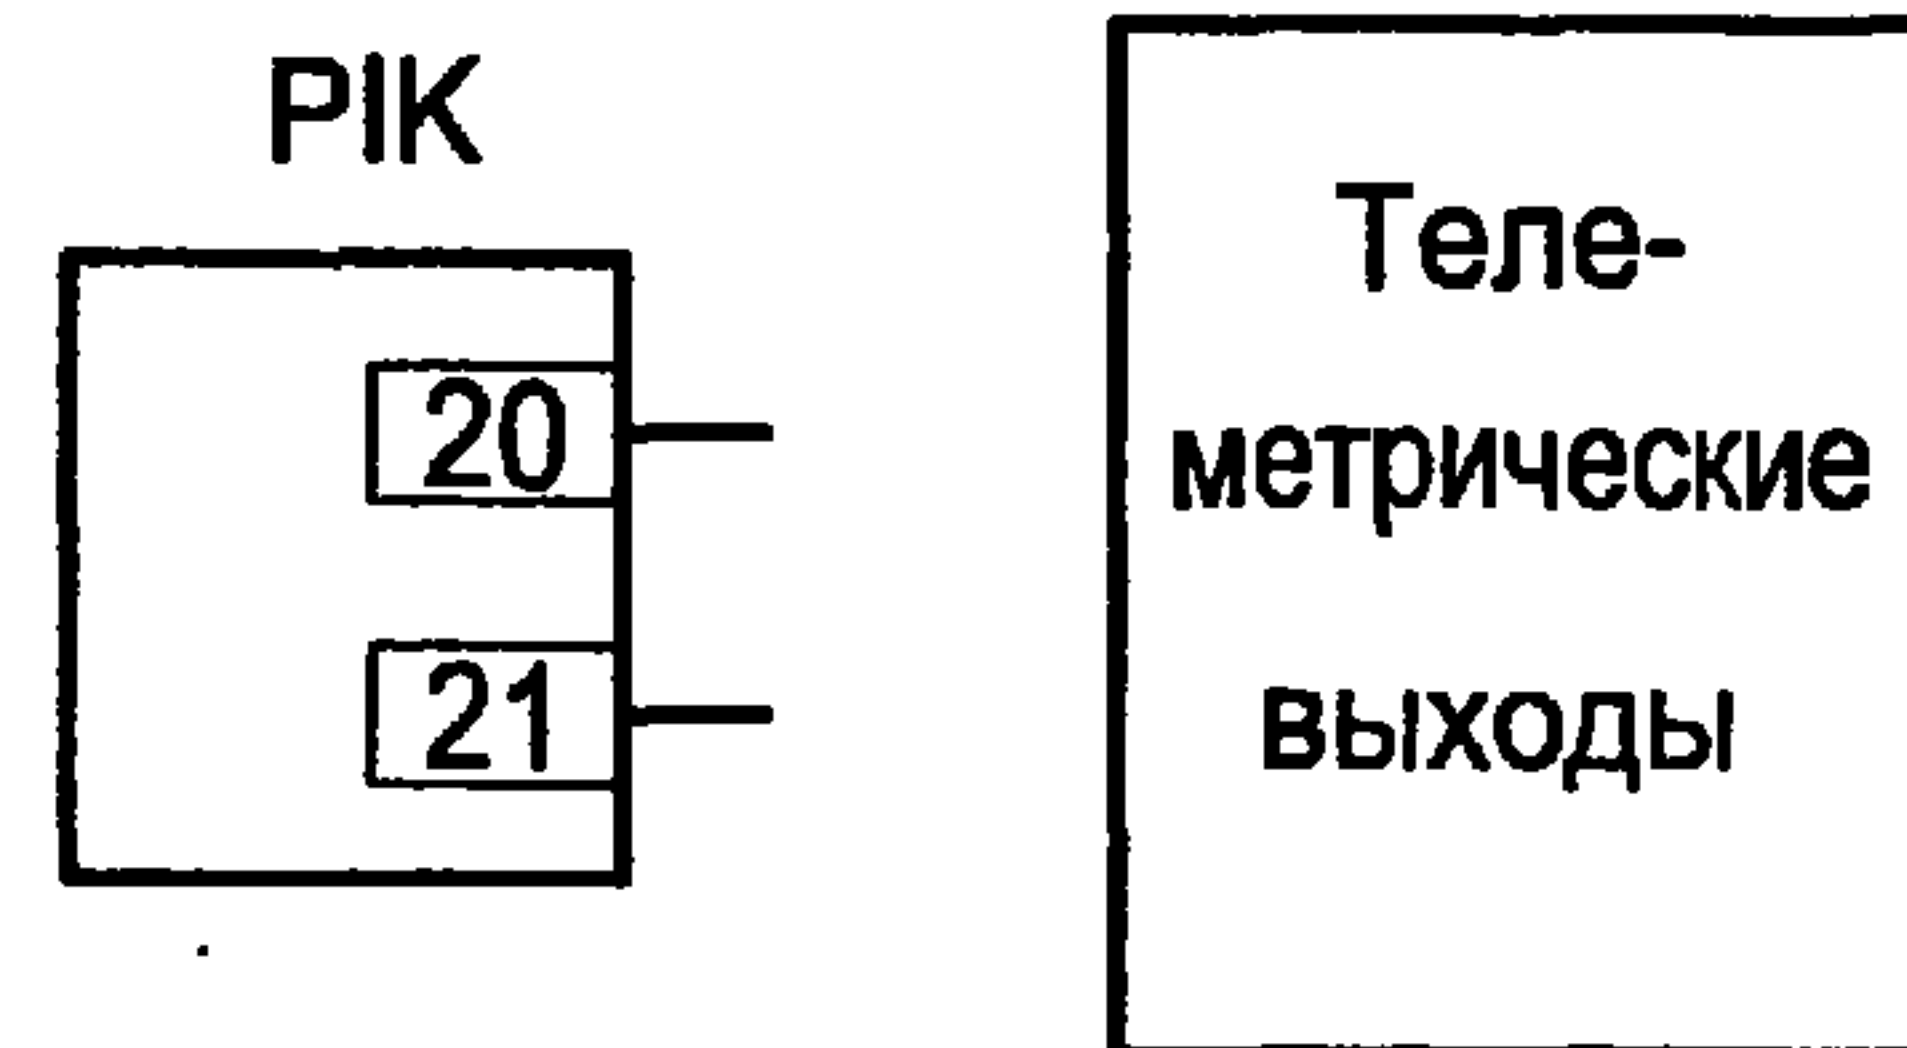 PIK
20
21
Теле-
метрические
выходы